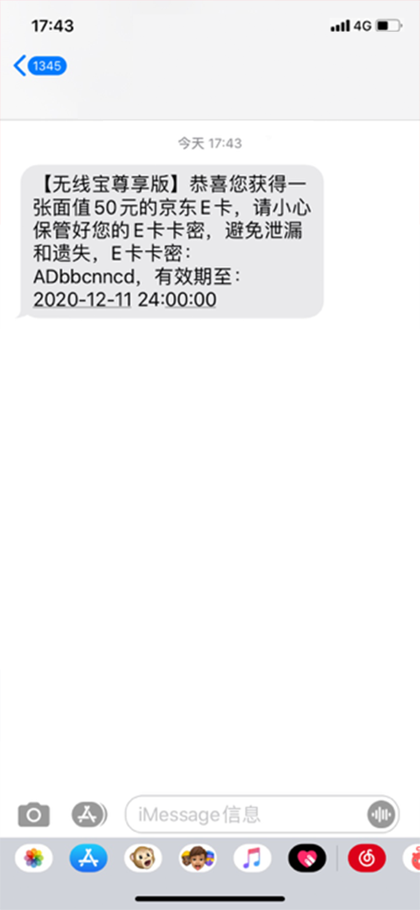 17:43
4G
1345
今天 17:43
【无线宝尊享版】恭喜您获得一
张面值50元的京东E卡，请小心
保管好您的E卡卡密，避免泄漏
和遗失，E卡卡密：
ADbbcnncd，有效期至：
2020-12-11 24:00:00
iMessage信息